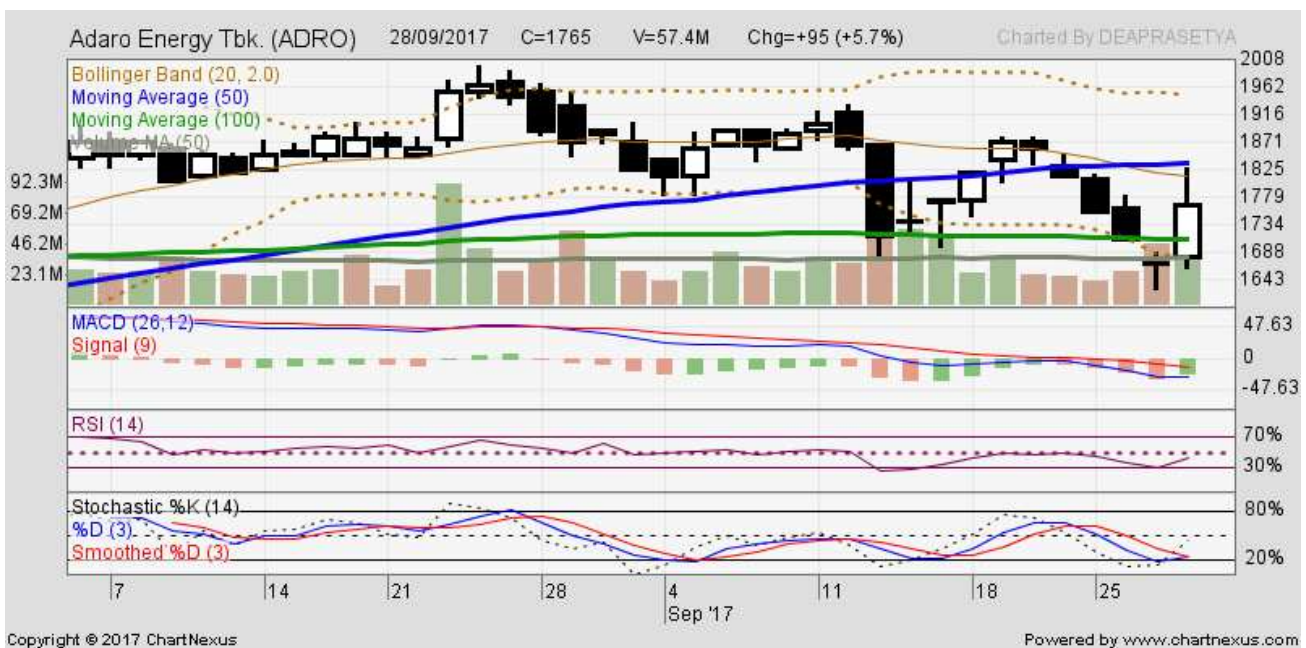 Adaro Energy Tbk. (ADRO) 28/09/2017 C=1765 V=57.4M Chg=+95 (+5.7%) Charted By DEAPRASETYA
Bollinger Band (20, 2.0)
Moving Average (50)
Moving Average (100)
Volume MA (50)
92.3M
69.2M
46.2M
23.1M
2008
1962
1916
1871
1825
1779
1734
1688
1643
MACD (26,12)
Signal (9)
47.63
0
-47.63
RSI (14)
70%
30%
Stochastic %K (14)
%D (3)
Smoothed %D (3)
80%
20%
7 14 21 28 4 11 18 25
Sep '17
Copyright © 2017 ChartNexus Powered by www.chartnexus.com